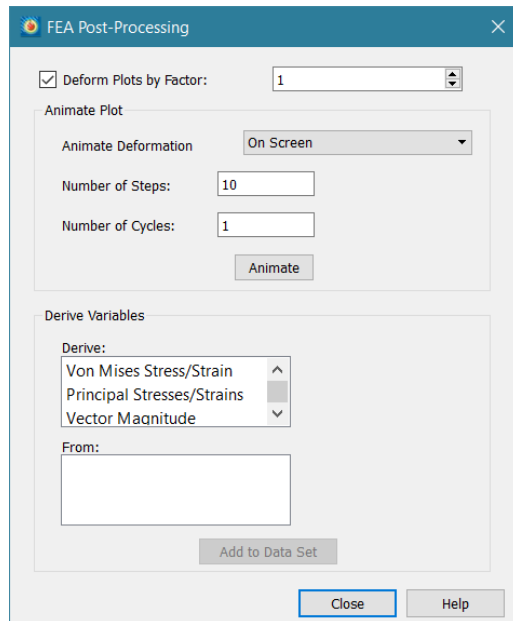 FEA Post-Processing
Deform Plots by Factor: 1
Animate Plot
Animate Deformation On Screen
Number of Steps: 10
Number of Cycles: 1
Animate
Derive Variables
Derive:
Von Mises Stress/Strain
Principal Stresses/Strains
Vector Magnitude
From:
Add to Data Set
Close Help